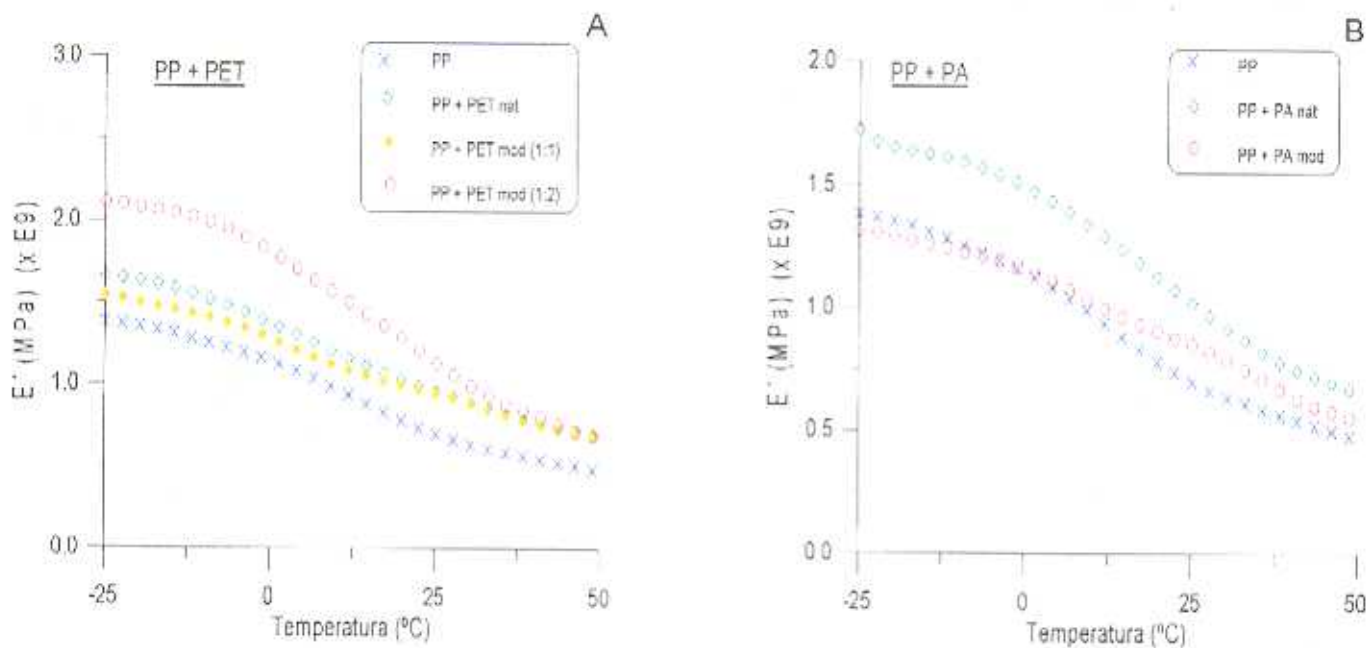 A
PP + PET
PP
PP + PET nat
PP + PET mod (1:1)
PP + PET mod (1:2)
3.0
2.0
1.0
0.0
E' (MPa) (x E9)
-25
0
25
50
Temperatura (ºC)
B
PP + PA
PP
PP + PA nat
PP + PA mod
2.0
1.5
1.0
0.5
0.0
E' (MPa) (x E9)
-25
0
25
50
Temperatura (ºC)